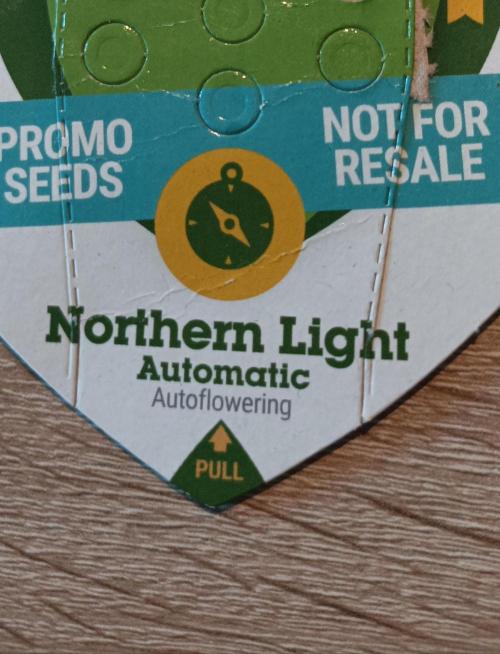 PROMO
SEEDS
NOT FOR
RESALE
Northern Light
Automatic
Autoflowering
PULL